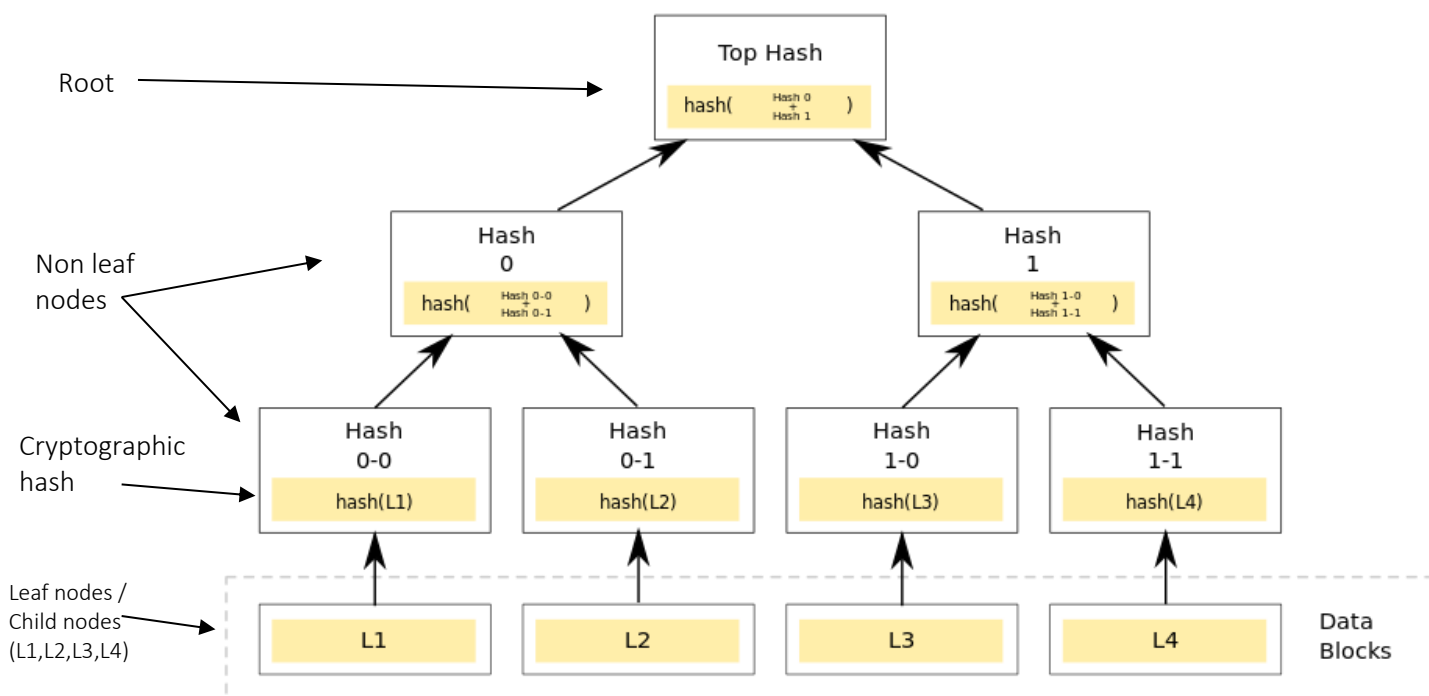 Root
Top Hash
hash( Hash 0 + Hash 1 )
Non leaf
nodes
Hash
0
hash( Hash 0-0 + Hash 0-1 )
Hash
1
hash( Hash 1-0 + Hash 1-1 )
Cryptographic
hash
Hash
0-0
hash(L1)
Hash
0-1
hash(L2)
Hash
1-0
hash(L3)
Hash
1-1
hash(L4)
Leaf nodes /
Child nodes
(L1,L2,L3,L4)
L1
L2
L3
L4
Data
Blocks